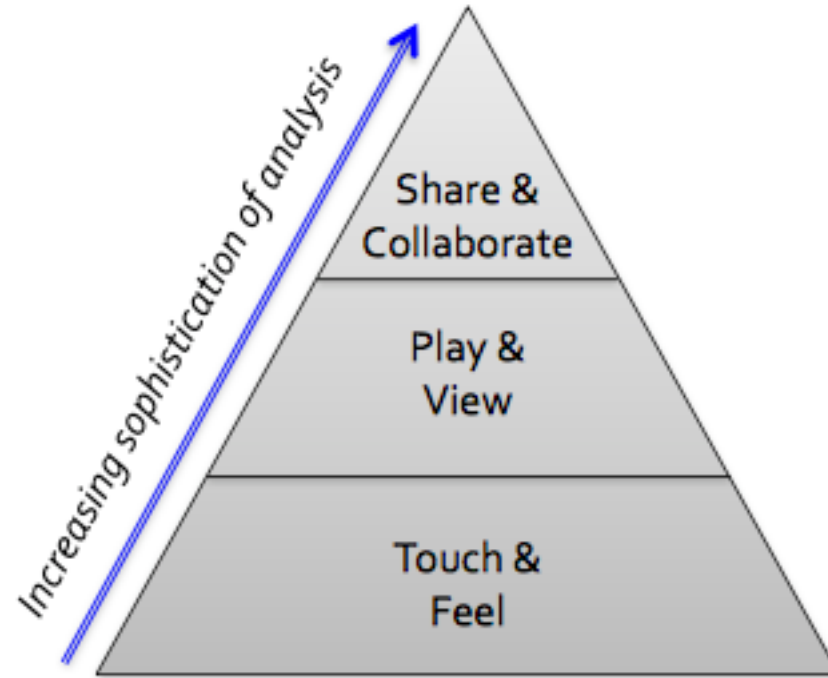 Increasing sophistication of analysis
Share &
Collaborate
Play &
View
Touch &
Feel